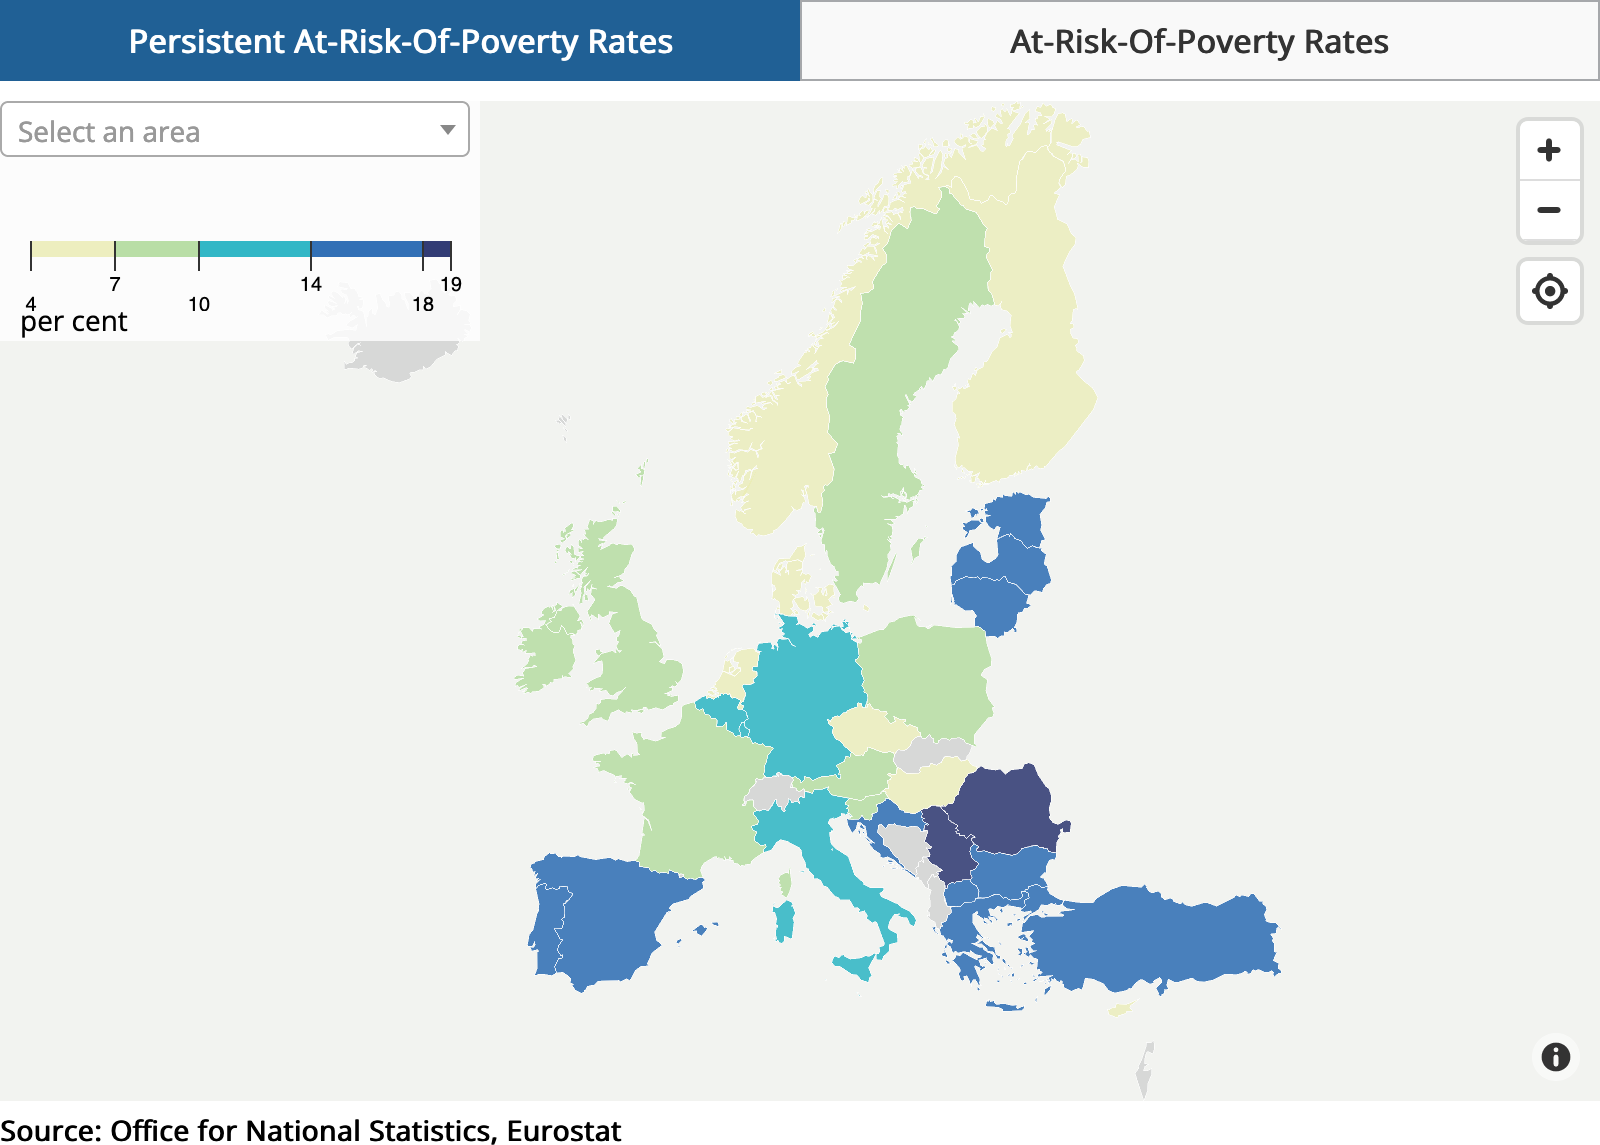 Persistent At-Risk-Of-Poverty Rates
At-Risk-Of-Poverty Rates
Select an area
4 7 10 14 18 19
per cent
Source: Office for National Statistics, Eurostat